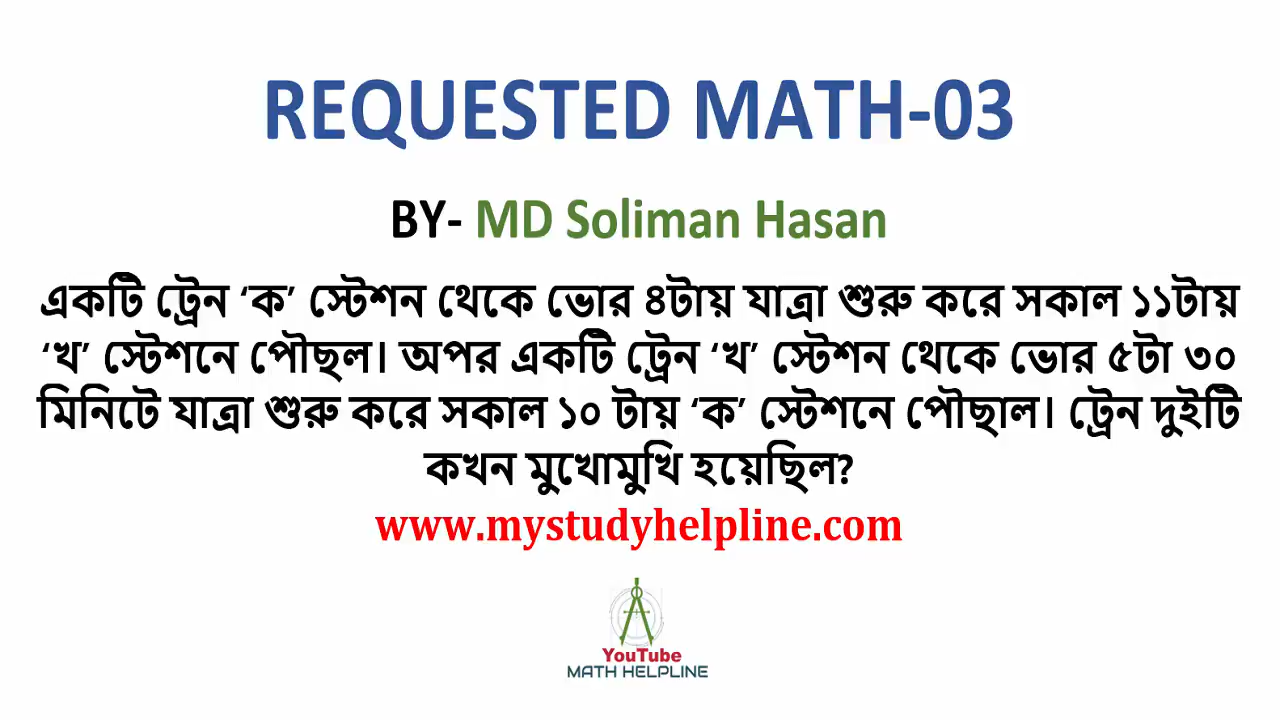 REQUESTED MATH-03
BY- MD Soliman Hasan
একটি ট্রেন ‘ক’ স্টেশন থেকে ভোর ৪টায় যাত্রা শুরু করে সকাল ১১টায়
‘খ’ স্টেশনে পৌছল। অপর একটি ট্রেন ‘খ’ স্টেশন থেকে ভোর ৫টা ৩০
মিনিটে যাত্রা শুরু করে সকাল ১০ টায় ‘ক’ স্টেশনে পৌছাল। ট্রেন দুইটি
কখন মুখোমুখি হয়েছিল?
www.mystudyhelpline.com
YouTube
MATH HELPLINE